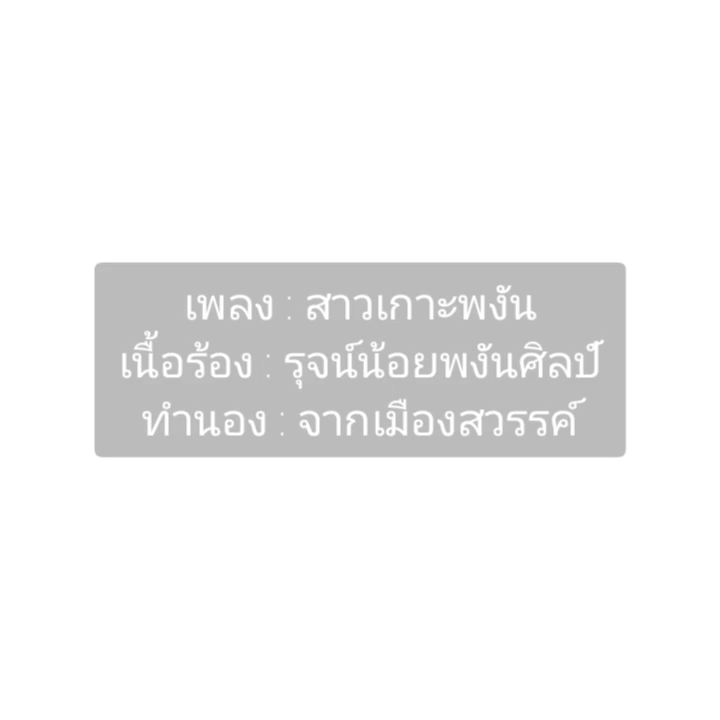 เพลง : สาวเกาะพงัน
เนื้อร้อง : รุจน์น้อยพงันศิลป์
ทำนอง : จากเมืองสวรรค์